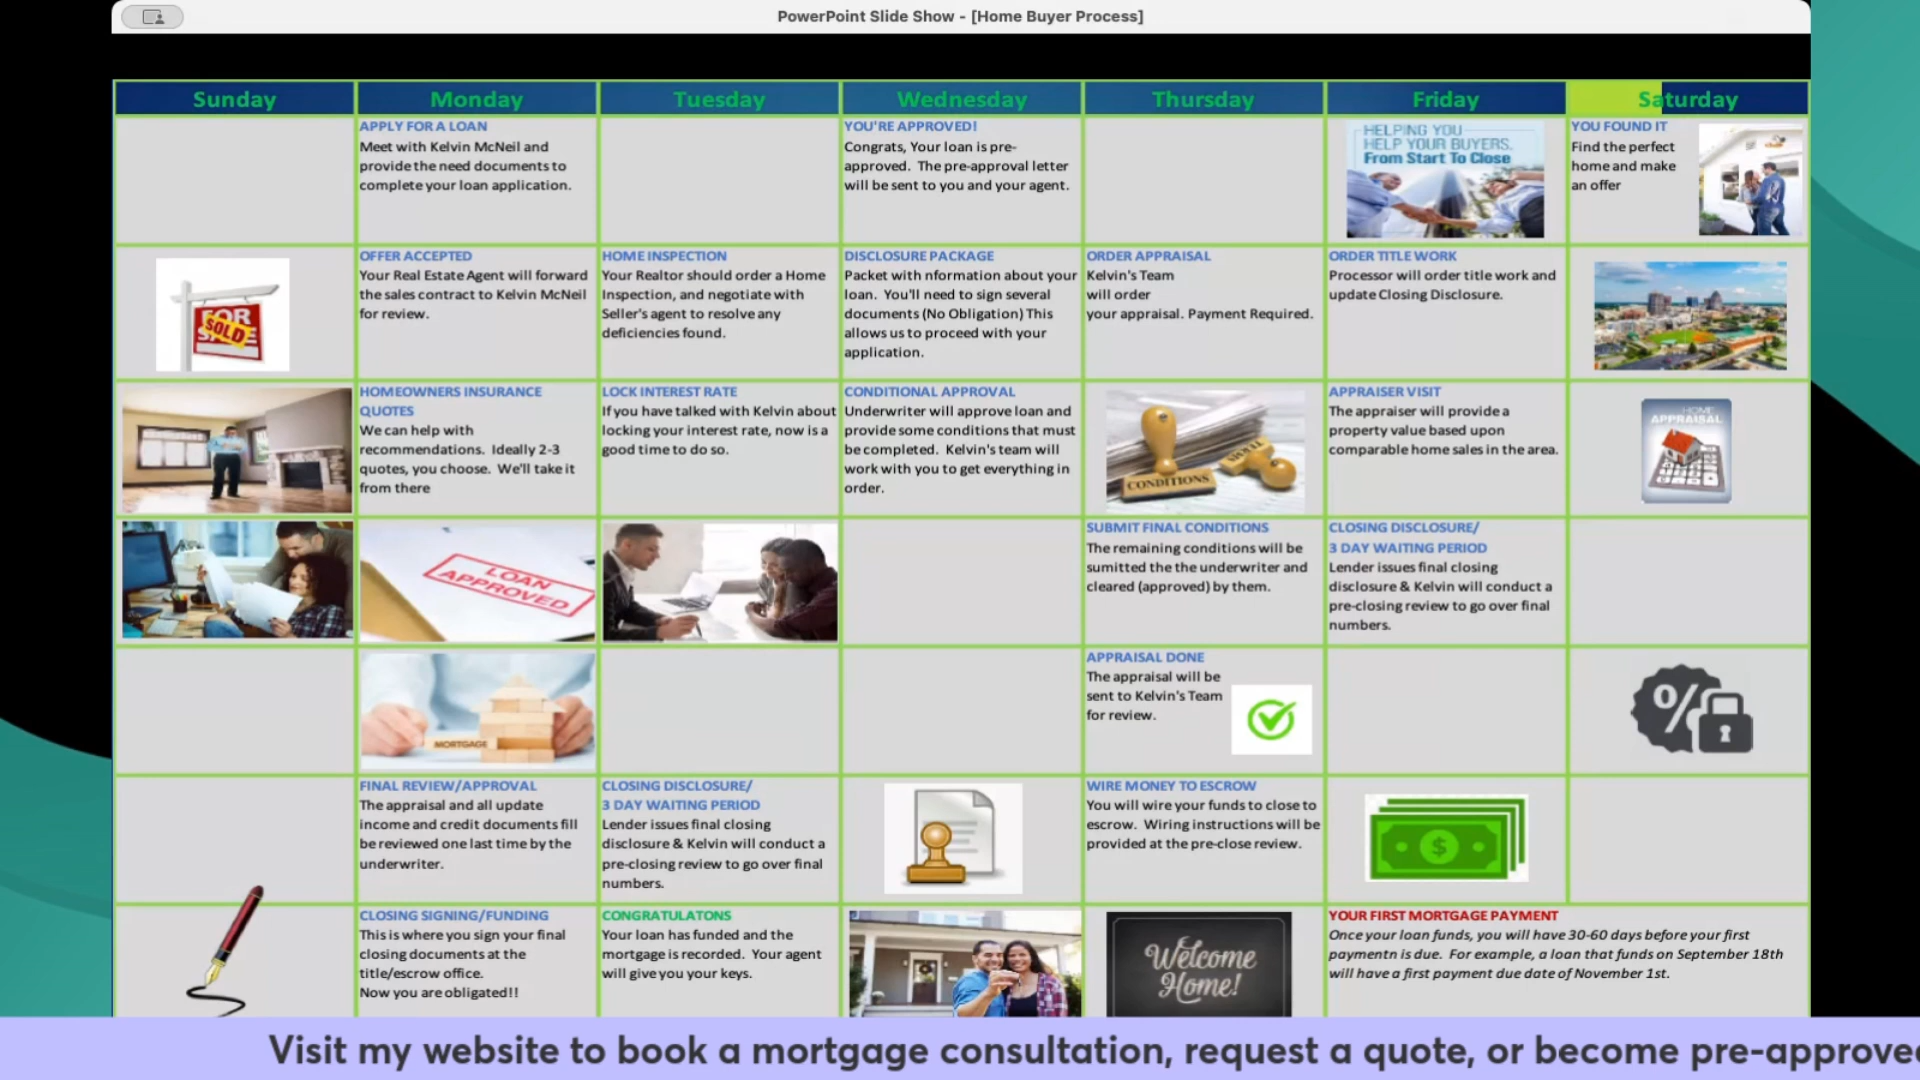 PowerPoint Slide Show - [Home Buyer Process]
Sunday
Monday
Tuesday
Wednesday
Thursday
Friday
Saturday
APPLY FOR A LOAN
Meet with Kelvin McNeil and
provide the need documents to
complete your loan application.
YOU'RE APPROVED!
Congrats, Your loan is pre-
approved. The pre-approval letter
will be sent to you and your agent.
HELPING YOU
HELP YOUR BUYERS.
From Start To Close
YOU FOUND IT
Find the perfect
home and make
an offer
FOR
SOLD
OFFER ACCEPTED
Your Real Estate Agent will forward
the sales contract to Kelvin McNeil
for review.
HOME INSPECTION
Your Realtor should order a Home
Inspection, and negotiate with
Seller's agent to resolve any
deficiencies found.
DISCLOSURE PACKAGE
Packet with nformation about your
loan. You'll need to sign several
documents (No Obligation) This
allows us to proceed with your
application.
ORDER APPRAISAL
Kelvin's Team
will order
your appraisal. Payment Required.
ORDER TITLE WORK
Processor will order title work and
update Closing Disclosure.
HOMEOWNERS INSURANCE
QUOTES
We can help with
recommendations. Ideally 2-3
quotes, you choose. We'll take it
from there
LOCK INTEREST RATE
If you have talked with Kelvin about
locking your interest rate, now is a
good time to do so.
CONDITIONAL APPROVAL
Underwriter will approve loan and
provide some conditions that must
be completed. Kelvin's team will
work with you to get everything in
order.
CONDITIONS
APPRAISER VISIT
The appraiser will provide a
property value based upon
comparable home sales in the area.
HOME
APPRAISAL
LOAN
APPROVED
SUBMIT FINAL CONDITIONS
The remaining conditions will be
sumitted the the underwriter and
cleared (approved) by them.
CLOSING DISCLOSURE/
3 DAY WAITING PERIOD
Lender issues final closing
disclosure & Kelvin will conduct a
pre-closing review to go over final
numbers.
MORTGAGE
APPRAISAL DONE
The appraisal will be
sent to Kelvin's Team
for review.
%
FINAL REVIEW/APPROVAL
The appraisal and all update
income and credit documents fill
be reviewed one last time by the
underwriter.
CLOSING DISCLOSURE/
3 DAY WAITING PERIOD
Lender issues final closing
disclosure & Kelvin will conduct a
pre-closing review to go over final
numbers.
WIRE MONEY TO ESCROW
You will wire your funds to close to
escrow. Wiring instructions will be
provided at the pre-close review.
$
CLOSING SIGNING/FUNDING
This is where you sign your final
closing documents at the
title/escrow office.
Now you are obligated!!
CONGRATULATONS
Your loan has funded and the
mortgage is recorded. Your agent
will give you your keys.
Welcome
Home!
YOUR FIRST MORTGAGE PAYMENT
Once your loan funds, you will have 30-60 days before your first
paymentn is due. For example, a loan that funds on September 18th
will have a first payment due date of November 1st.
Visit my website to book a mortgage consultation, request a quote, or become pre-approve